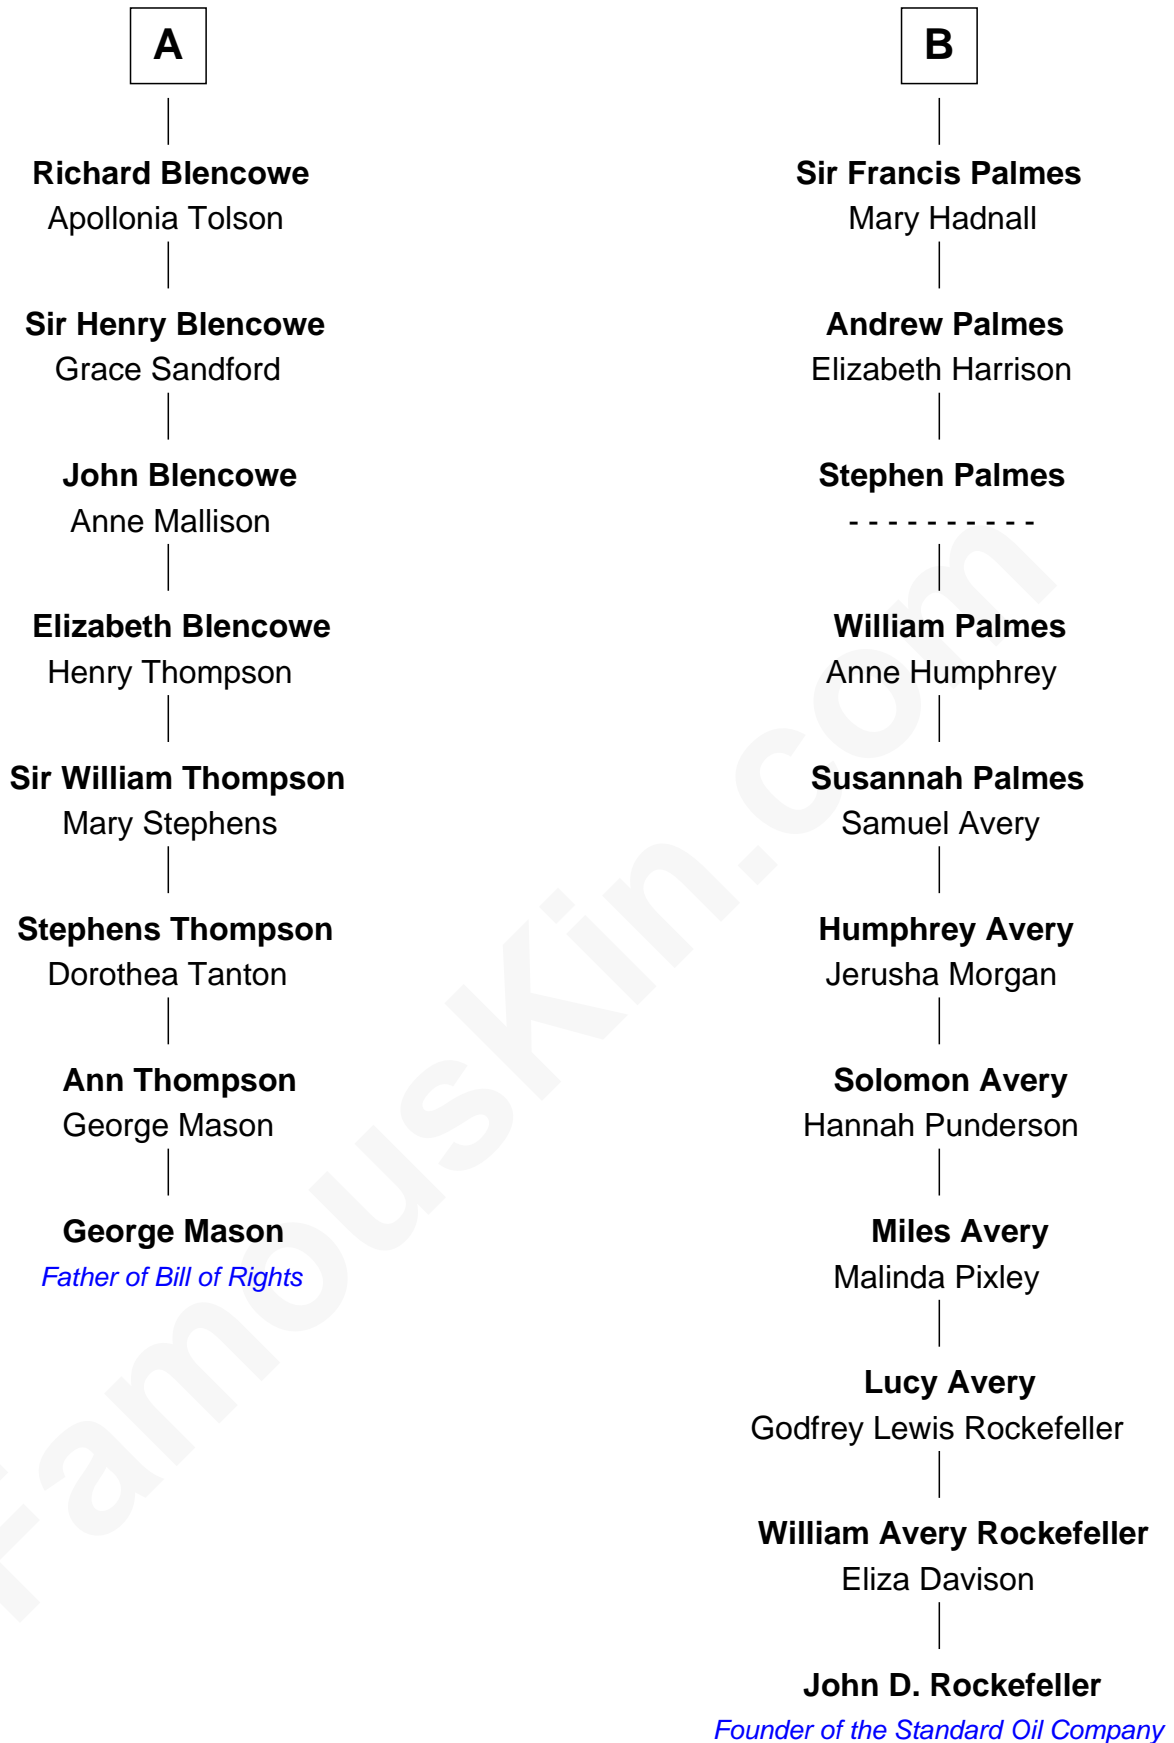 A
Richard Blencowe
Apollonia Tolson
Sir Henry Blencowe
Grace Sandford
John Blencowe
Anne Mallison
Elizabeth Blencowe
Henry Thompson
Sir William Thompson
Mary Stephens
Stephens Thompson
Dorothea Tanton
Ann Thompson
George Mason
George Mason
Father of Bill of Rights
B
Sir Francis Palmes
Mary Hadnall
Andrew Palmes
Elizabeth Harrison
Stephen Palmes
- - - - - - - - - -
William Palmes
Anne Humphrey
Susannah Palmes
Samuel Avery
Humphrey Avery
Jerusha Morgan
Solomon Avery
Hannah Punderson
Miles Avery
Malinda Pixley
Lucy Avery
Godfrey Lewis Rockefeller
William Avery Rockefeller
Eliza Davison
John D. Rockefeller
Founder of the Standard Oil Company
FamousKin.com